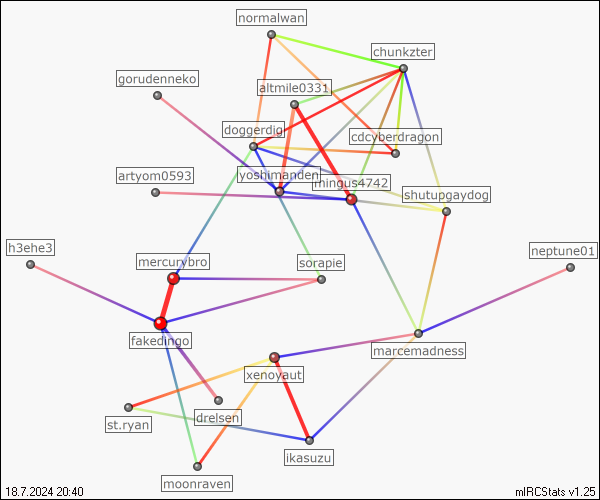 normalwan
chunkzter
gorudenneko
altmile0331
doggerdig
cdcyberdragon
artyom0593
yoshimanden
mingus4742
shutupgaydog
h3ehe3
neptune01
mercurybro
sorapie
fakedingo
marcemadness
xenoyaut
st.ryan
drelsen
ikasuzu
moonraven
18.7.2024 20:40
mIRCStats v1.25